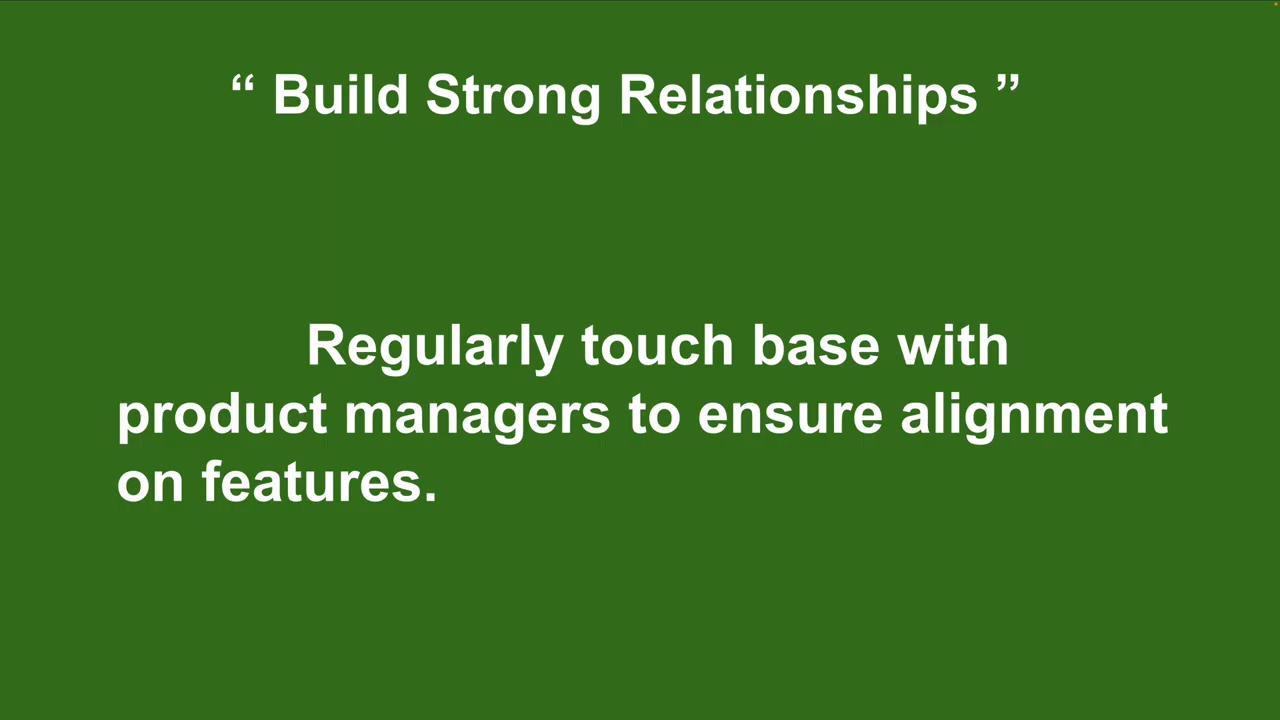 “ Build Strong Relationships ”
Regularly touch base with
product managers to ensure alignment
on features.